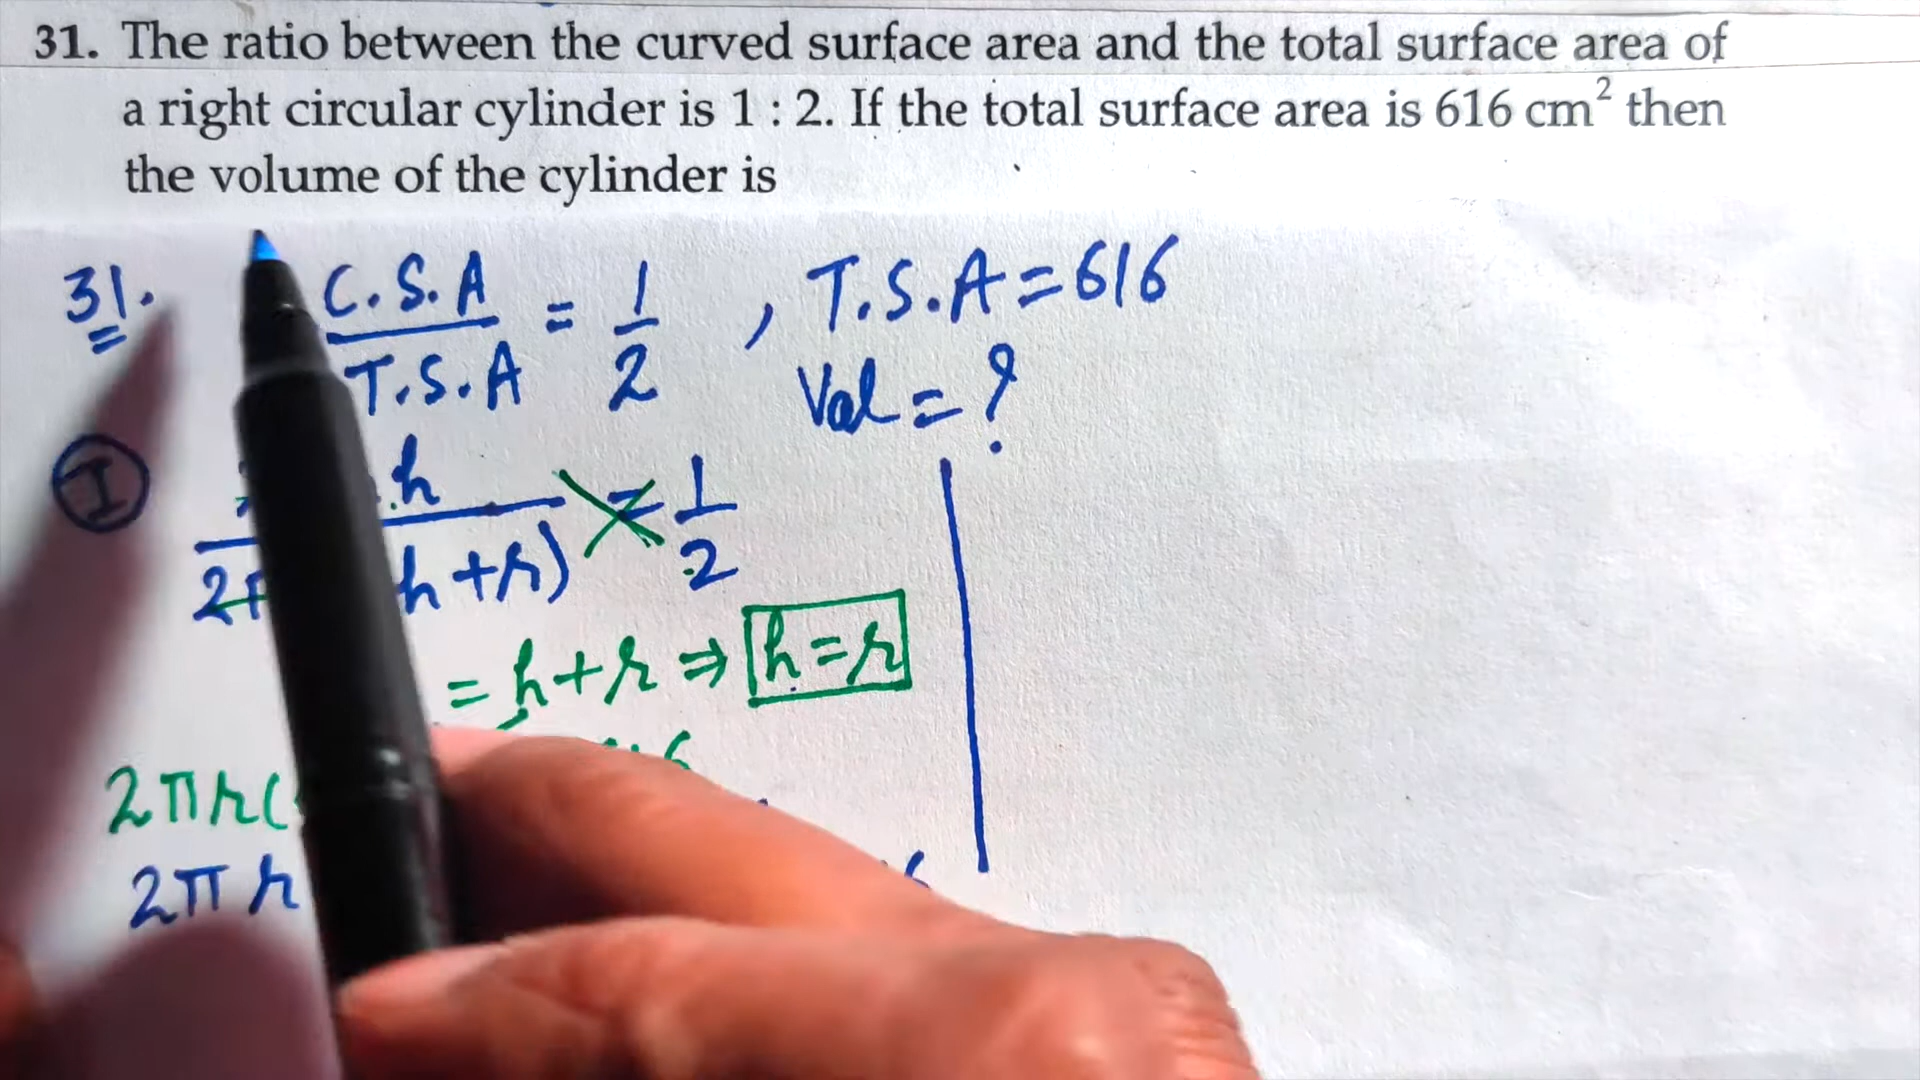 31. The ratio between the curved surface area and the total surface area of
a right circular cylinder is 1 : 2. If the total surface area is 616 cm² then
the volume of the cylinder is
31. C.S.A / T.S.A = 1/2 , T.S.A = 616
Vol = ?
I h / 2π h + r) = 1/2
= h + r ⇒ h = r
2πr(
2πr